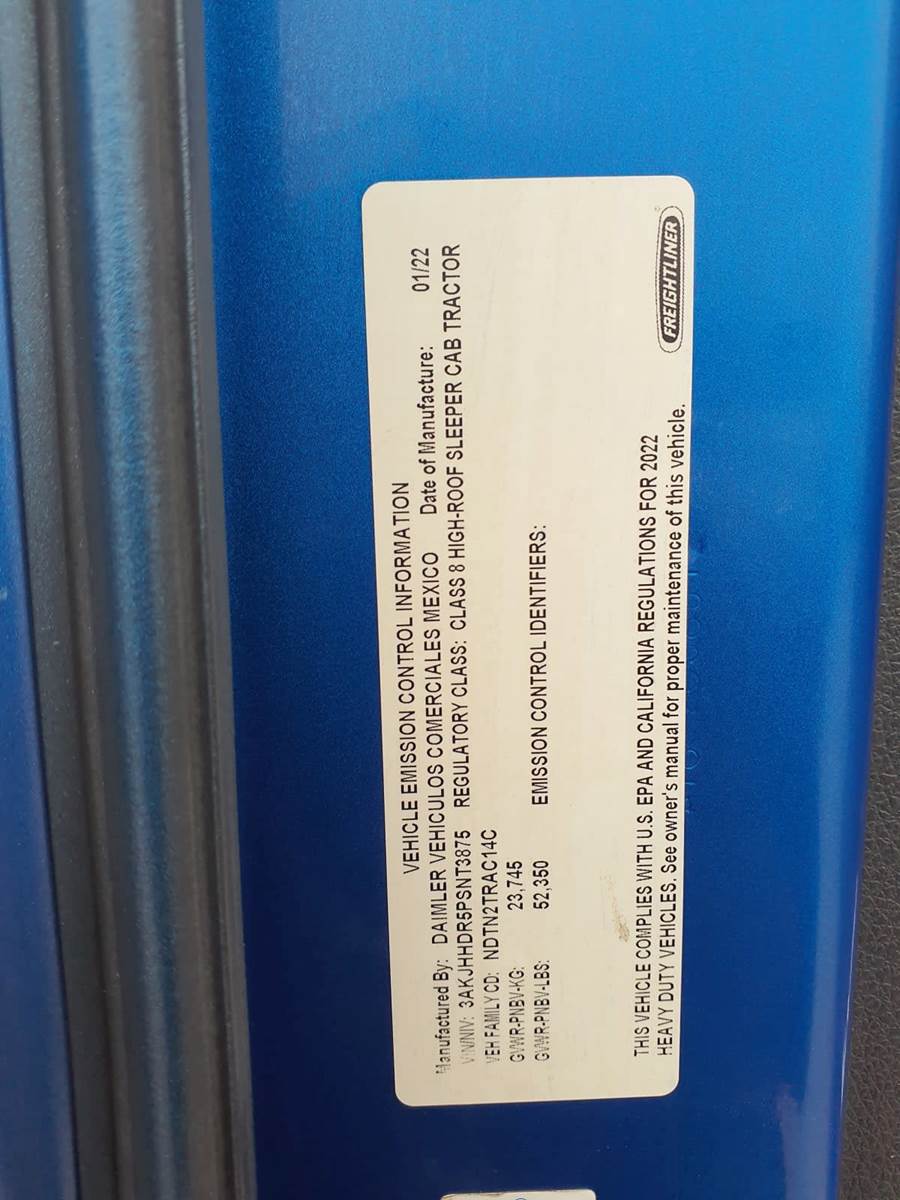 VEHICLE EMISSION CONTROL INFORMATION
Manufactured By: DAIMLER VEHICULOS COMERCIALES MEXICO Date of Manufacture: 01/22
VIN/NIV: 3AKJHHDR5PSNT3875 REGULATORY CLASS: CLASS 8 HIGH-ROOF SLEEPER CAB TRACTOR
VEH FAMILY CD: NDTN2TRAC14C
GVWR-PNBV-KG: 23,745
GVWR-PNBV-LBS: 52,350 EMISSION CONTROL IDENTIFIERS:
THIS VEHICLE COMPLIES WITH U.S. EPA AND CALIFORNIA REGULATIONS FOR 2022
HEAVY DUTY VEHICLES. See owner's manual for proper maintenance of this vehicle.
FREIGHTLINER